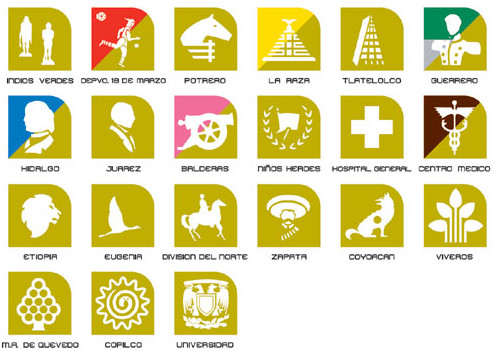 INDIOS VERDES
DEPVO. 18 DE MARZO
POTRERO
LA RAZA
TLATELOLCO
GUERRERO
HIDALGO
JUAREZ
BALDERAS
NIÑOS HEROES
HOSPITAL GENERAL
CENTRO MEDICO
ETIOPIA
EUGENIA
DIVISION DEL NORTE
ZAPATA
COYOACAN
VIVEROS
M.A. DE QUEVEDO
COPILCO
UNIVERSIDAD